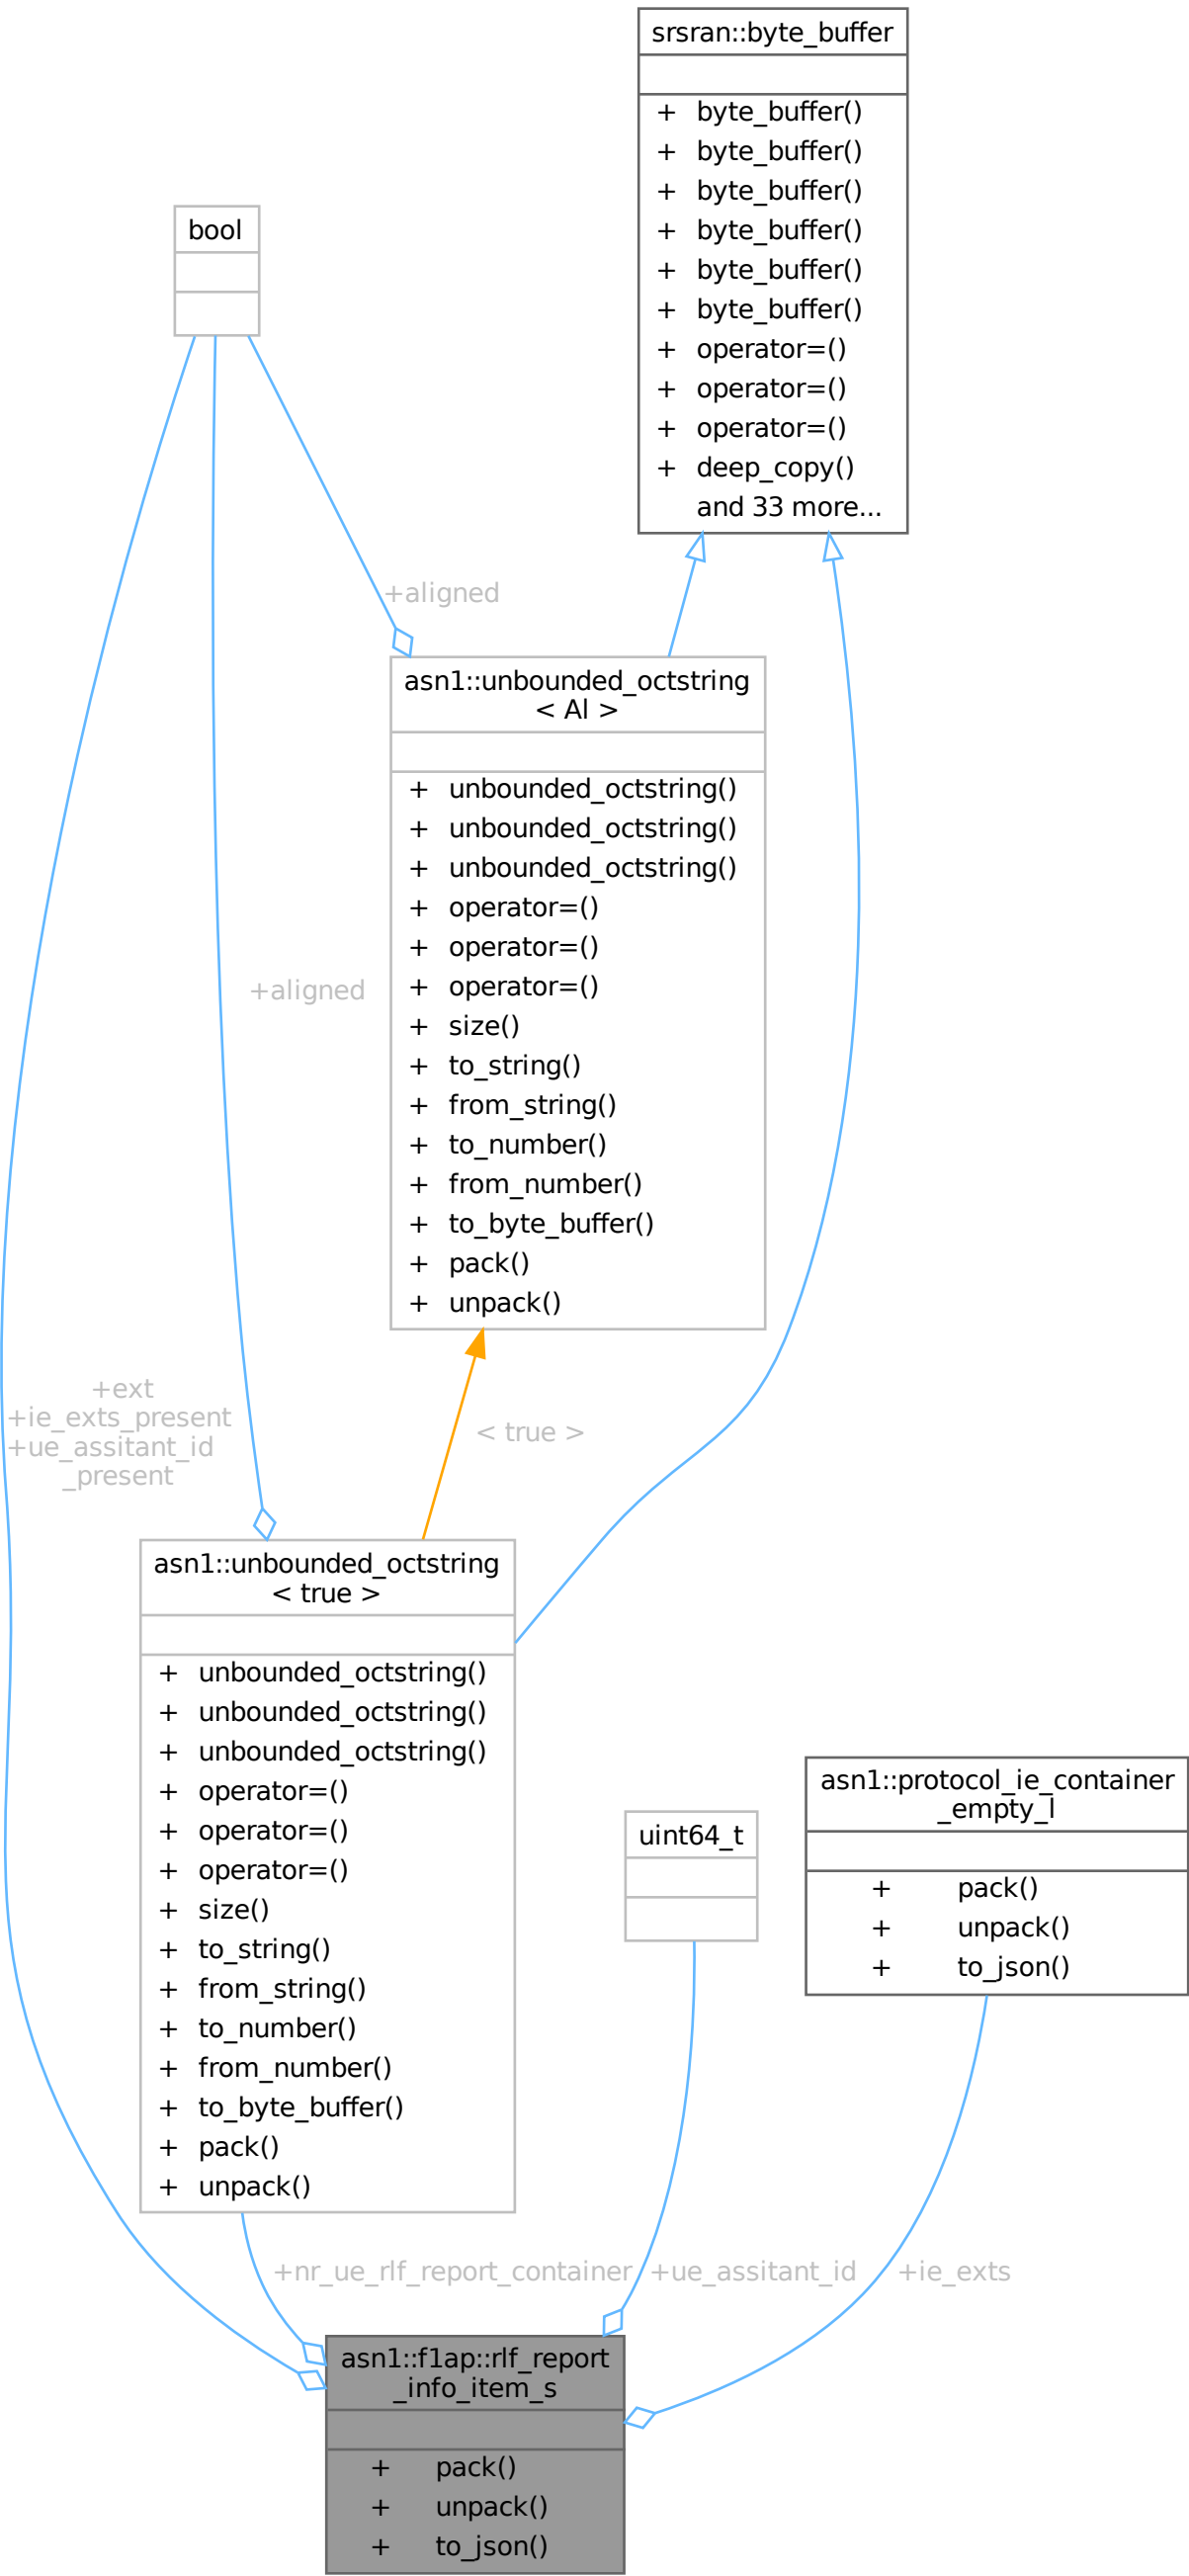 srsran::byte_buffer
+ byte_buffer()
+ byte_buffer()
+ byte_buffer()
+ byte_buffer()
+ byte_buffer()
+ byte_buffer()
+ operator=()
+ operator=()
+ operator=()
+ deep_copy()
and 33 more...
bool
+aligned
asn1::unbounded_octstring
< Al >
+ unbounded_octstring()
+ unbounded_octstring()
+ unbounded_octstring()
+ operator=()
+ operator=()
+ operator=()
+ size()
+ to_string()
+ from_string()
+ to_number()
+ from_number()
+ to_byte_buffer()
+ pack()
+ unpack()
+aligned
+ext
+ie_exts_present
+ue_assitant_id
_present
< true >
asn1::unbounded_octstring
< true >
+ unbounded_octstring()
+ unbounded_octstring()
+ unbounded_octstring()
+ operator=()
+ operator=()
+ operator=()
+ size()
+ to_string()
+ from_string()
+ to_number()
+ from_number()
+ to_byte_buffer()
+ pack()
+ unpack()
uint64_t
asn1::protocol_ie_container
_empty_l
+ pack()
+ unpack()
+ to_json()
+nr_ue_rlf_report_container
+ue_assitant_id
+ie_exts
asn1::f1ap::rlf_report
_info_item_s
+ pack()
+ unpack()
+ to_json()